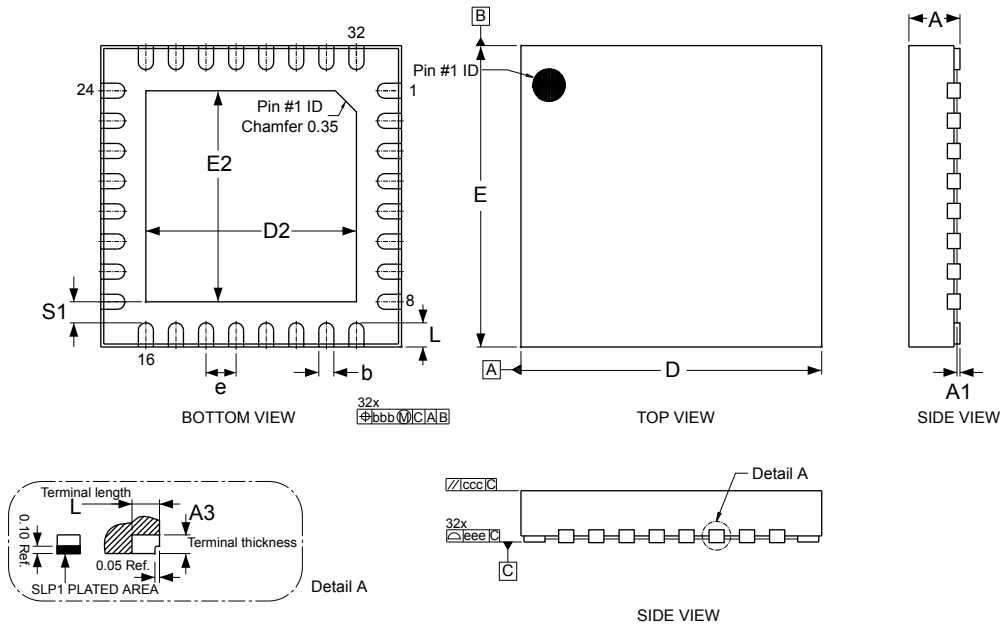 32
24
1
Pin #1 ID
Chamfer 0.35
E2
D2
S1
8
L
16
e
b
BOTTOM VIEW
32x
⌖ bbb Ⓜ C A B
B
Pin #1 ID
E
A
D
TOP VIEW
A
A1
SIDE VIEW
Terminal length
L
A3
0.10 Ref.
Terminal thickness
0.05 Ref.
SLP1 PLATED AREA
Detail A
// ccc C
Detail A
32x
⌓ eee C
C
SIDE VIEW